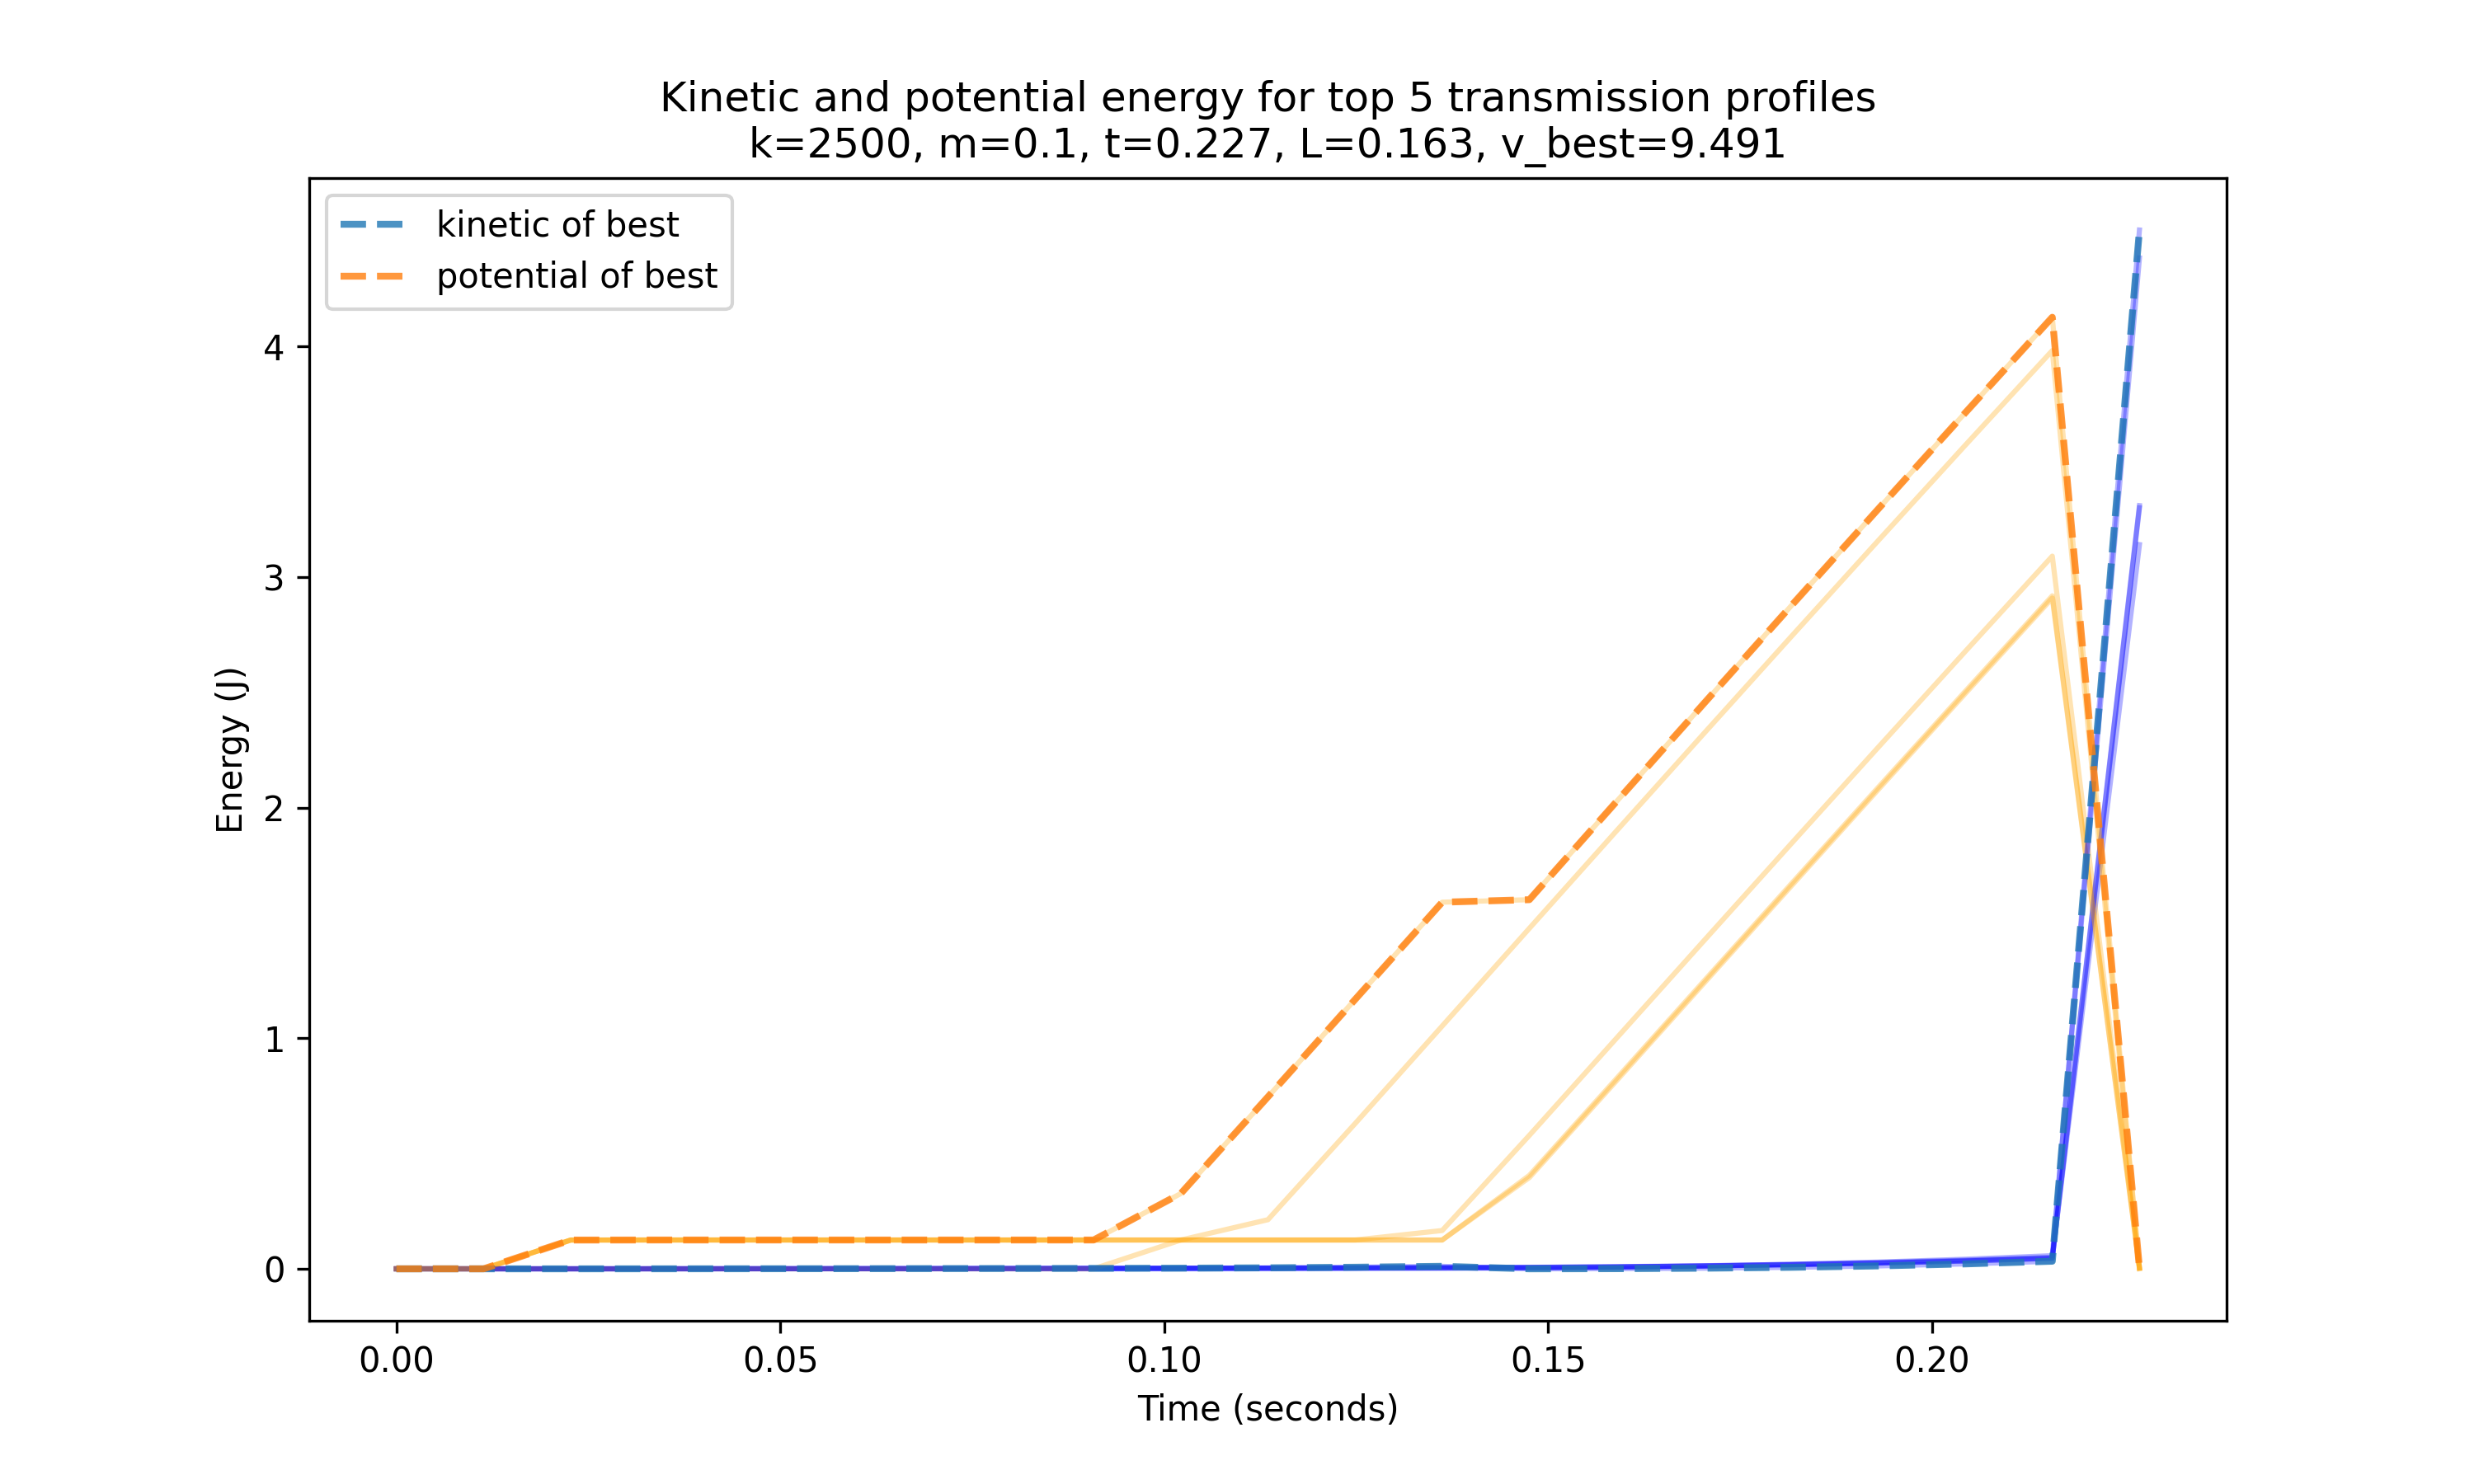 Kinetic and potential energy for top 5 transmission profiles
k=2500, m=0.1, t=0.227, L=0.163, v_best=9.491
kinetic of best
potential of best
4
3
2
1
0
Energy (J)
0.00 0.05 0.10 0.15 0.20
Time (seconds)